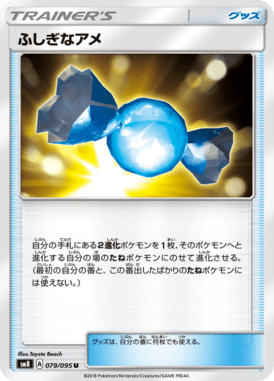 TRAINER'S グッズ
ふしぎなアメ
自分の手札にある2進化ポケモンを1枚、そのポケモンへと
進化する自分の場のたねポケモンにのせて進化させる。
(最初の自分の番と、この番出したばかりのたねポケモンに
は使えない。)
グッズは、自分の番に何枚でも使える。
Illus. Toyste Beach
SM8 A 079/095 U
©2018 Pokémon/Nintendo/Creatures/GAME FREAK.